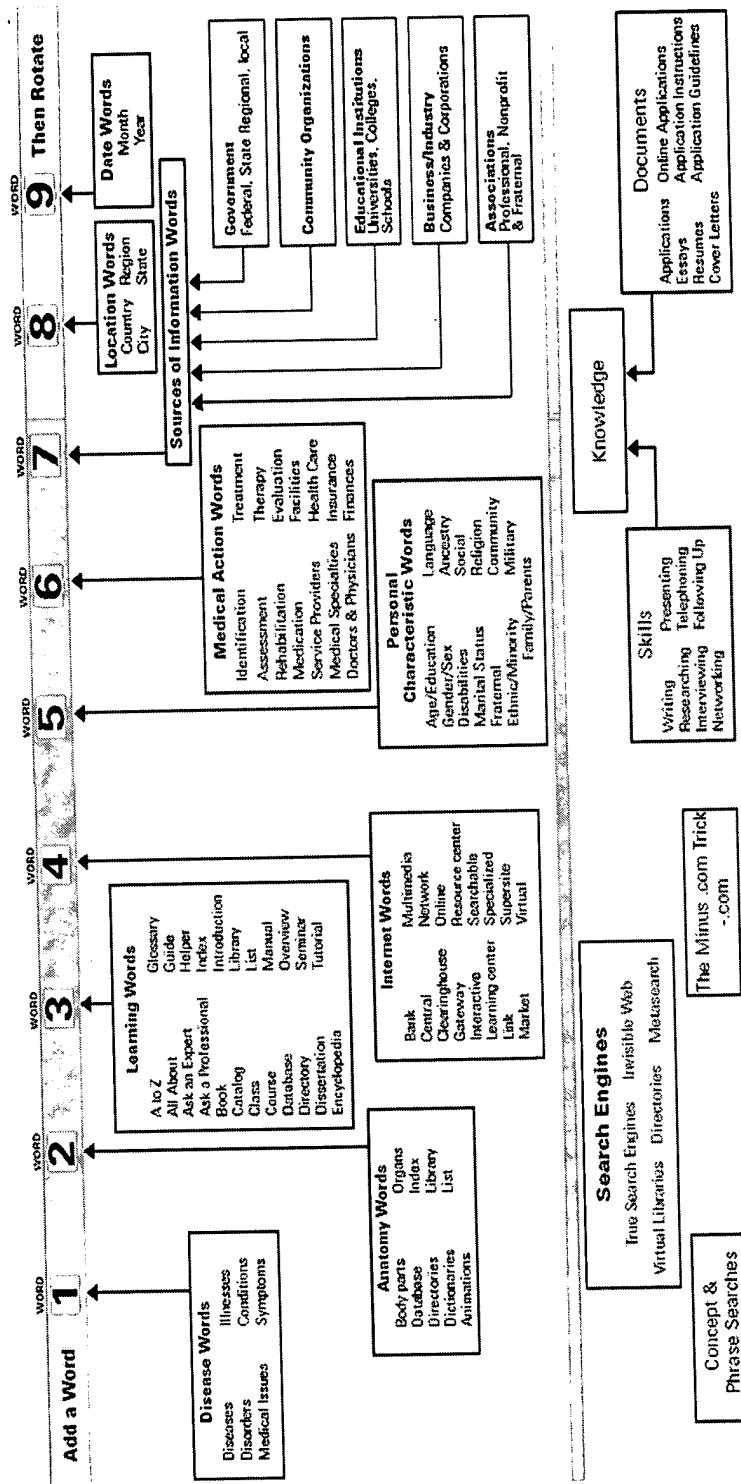 Add a Word
Then Rotate
WORD
1
WORD
2
WORD
3
WORD
4
WORD
5
WORD
6
WORD
7
WORD
8
WORD
9
Disease Words
Diseases Illnesses
Disorders Conditions
Medical Issues Symptoms
Anatomy Words
Body parts Organs
Database Index
Directories Library
Dictionaries List
Animations
Learning Words
A to Z Glossary
All About Guide
Ask an Expert Helper
Ask a Professional Index
Book Introduction
Catalog Library
Class List
Course Manual
Database Overview
Directory Seminar
Dissertation Tutorial
Encyclopedia
Internet Words
Bank Multimedia
Central Network
Clearinghouse Online
Gateway Resource center
Interactive Searchable
Learning center Specialized
Link Supersite
Market Virtual
Personal
Characteristic Words
Age/Education Language
Gender/Sex Ancestry
Disabilities Social
Marital Status Religion
Fraternal Community
Ethnic/Minority Military
Family/Parents
Medical Action Words
Identification Treatment
Assessment Therapy
Rehabilitation Evaluation
Medication Facilities
Service Providers Health Care
Medical Specialties Insurance
Doctors & Physicians Finances
Sources of Information Words
Location Words
Country Region
City State
Date Words
Month
Year
Government
Federal, State Regional, local
Community Organizations
Educational Institutions
Universities, Colleges,
Schools
Business/Industry
Companies & Corporations
Associations
Professional, Nonprofit
& Fraternal
Concept &
Phrase Searches
Search Engines
True Search Engines Invisible Web
Virtual Libraries Directories Metasearch
The Minus .com Trick
-.com
Skills
Writing Presenting
Researching Telephoning
Interviewing Following Up
Networking
Knowledge
Documents
Applications Online Applications
Essays Application Instructions
Resumes Application Guidelines
Cover Letters